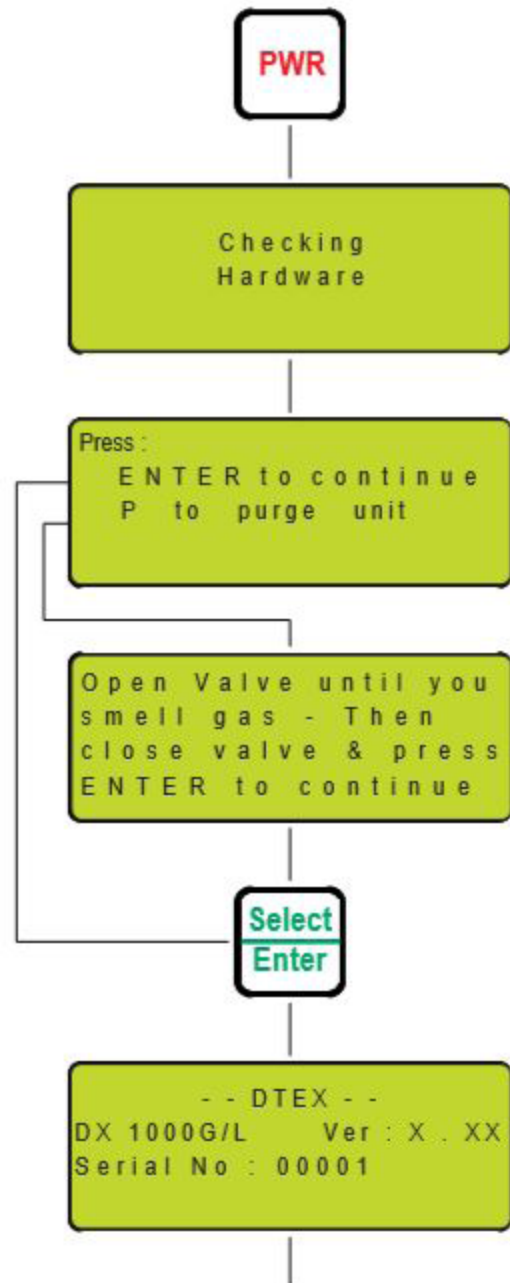 PWR
Checking
Hardware
Press :
ENTER to continue
P to purge unit
Open Valve until you
smell gas - Then
close valve & press
ENTER to continue
Select
Enter
- - DTEX - -
DX 1000G/L Ver : X . XX
Serial No : 00001